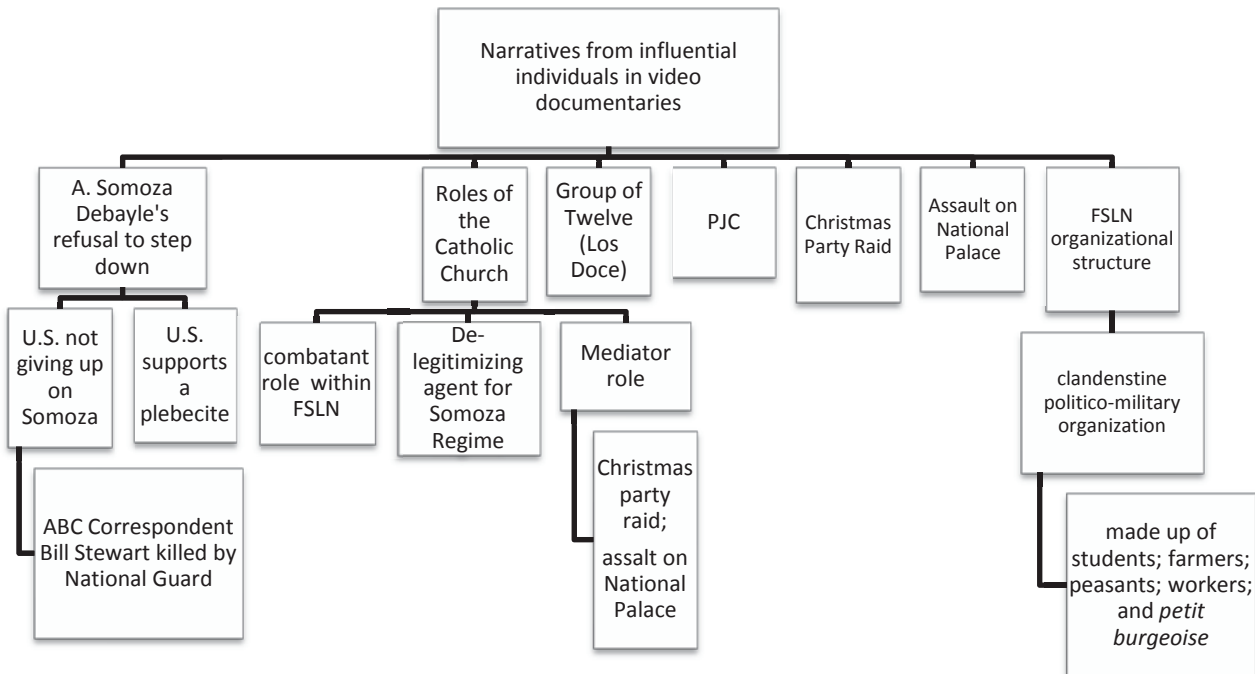 Narratives from influential
individuals in video
documentaries
A. Somoza
Debayle's
refusal to step
down
Roles of
the
Catholic
Church
Group of
Twelve
(Los
Doce)
PJC
Christmas
Party Raid
Assault on
National
Palace
FSLN
organizational
structure
U.S. not
giving up
on
Somoza
U.S.
supports
a
plebecite
combatant
role within
FSLN
De-
legitimizing
agent for
Somoza
Regime
Mediator
role
clandenstine
politico-military
organization
ABC Correspondent
Bill Stewart killed by
National Guard
Christmas
party
raid;
assalt on
National
Palace
made up of
students; farmers;
peasants; workers;
and petit
burgeoise